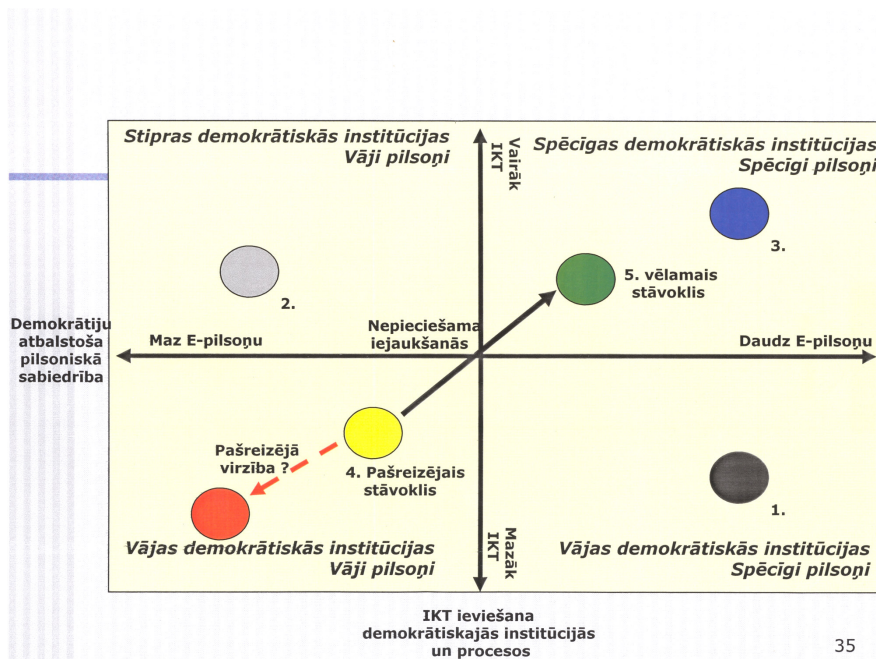 Stipras demokrātiskās institūcijas
Vāji pilsoņi
Vairāk
IKT
Spēcīgas demokrātiskās institūcijas
Spēcīgi pilsoņi
3.
2.
5. vēlamais
stāvoklis
Demokrātiju
atbalstoša
pilsoniskā
sabiedrība
Maz E-pilsoņu
Nepieciešama
iejaukšanās
Daudz E-pilsoņu
Pašreizējā
virzība ?
4. Pašreizējais
stāvoklis
1.
Vājas demokrātiskās institūcijas
Vāji pilsoņi
Mazāk
IKT
Vājas demokrātiskās institūcijas
Spēcīgi pilsoņi
IKT ieviešana
demokrātiskajās institūcijās
un procesos
35